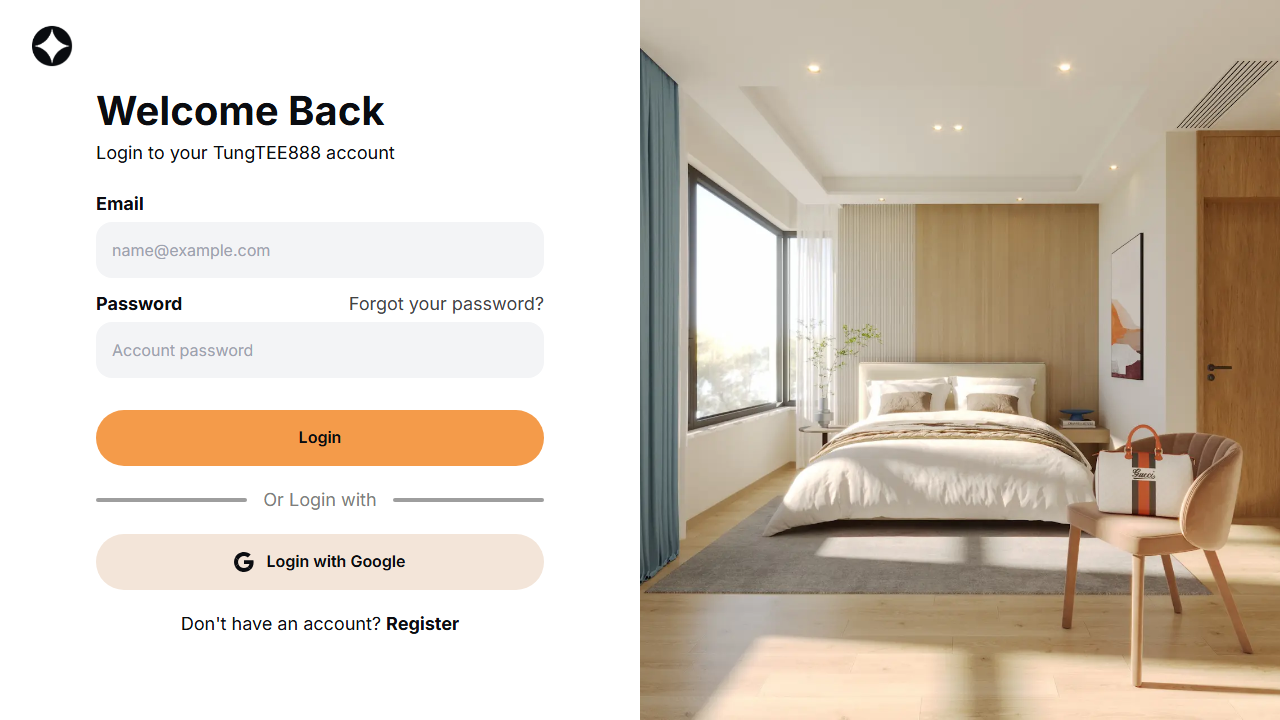 Welcome Back
Login to your TungTEE888 account
Email
name@example.com
Password Forgot your password?
Account password
Login
Or Login with
Login with Google
Don't have an account? Register
Gucci